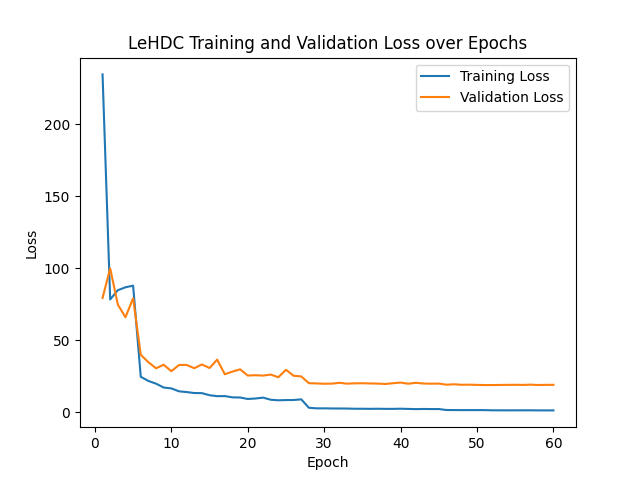 LeHDC Training and Validation Loss over Epochs
Training Loss
Validation Loss
Loss
200
150
100
50
0
0 10 20 30 40 50 60
Epoch